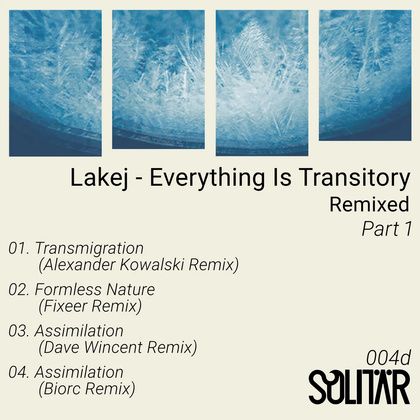 Lakej - Everything Is Transitory
Remixed
Part 1
01. Transmigration
(Alexander Kowalski Remix)
02. Formless Nature
(Fixeer Remix)
03. Assimilation
(Dave Wincent Remix)
04. Assimilation
(Biorc Remix)
004d
SOLITÄR